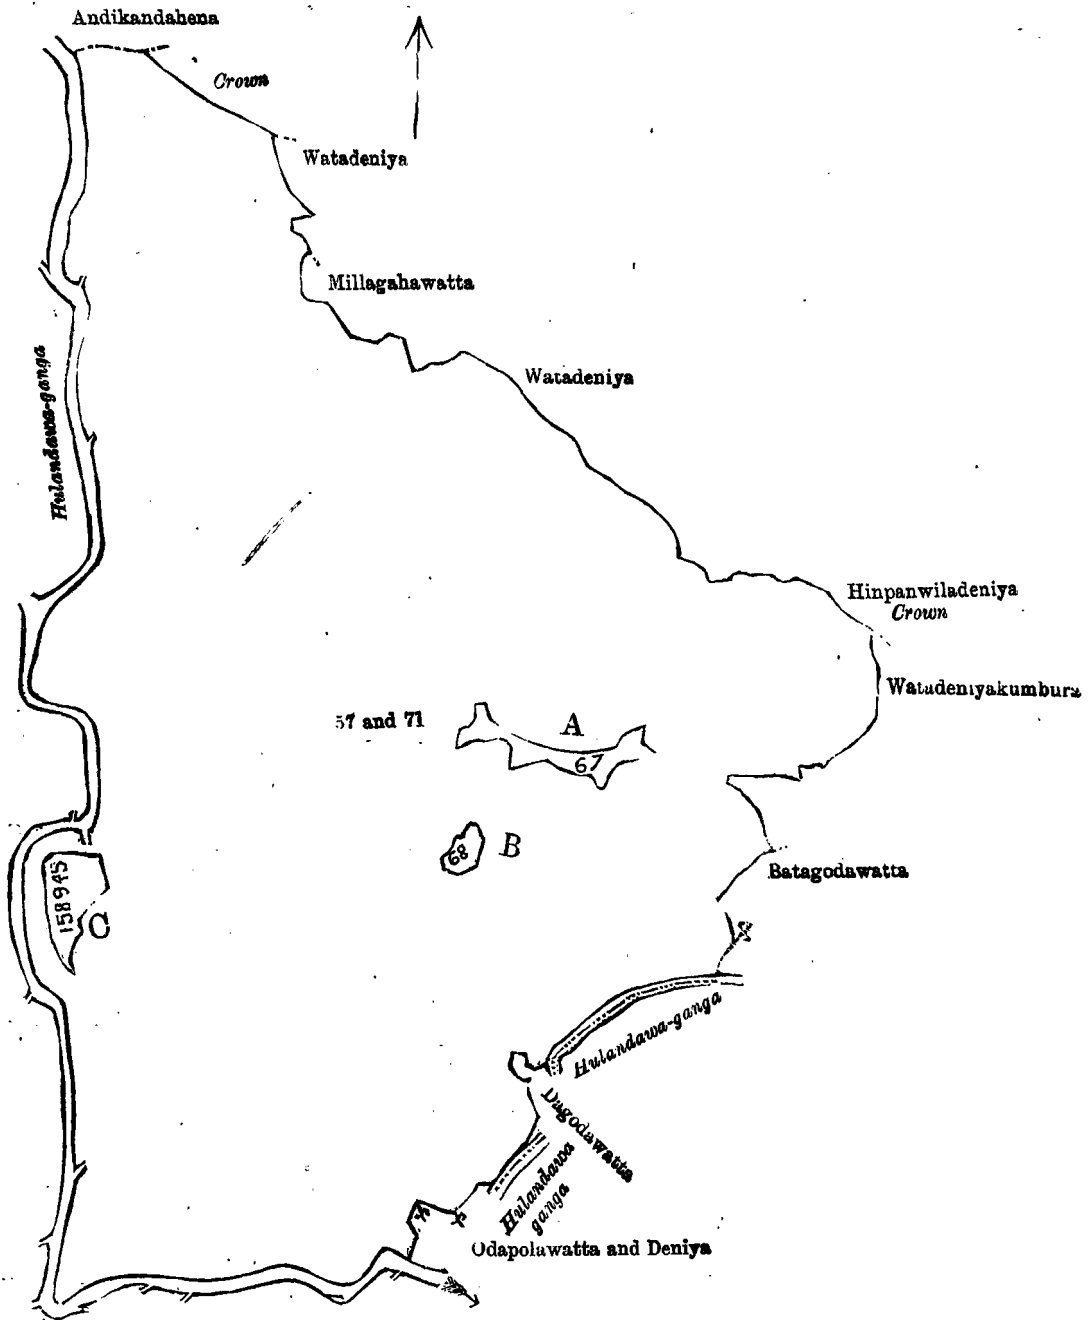 Andikandahena
Crown
Watadeniya
Millagahawatta
Hulandawa-ganga
Watadeniya
Hinpanwiladeniya
Crown
Watadeniyakumbura
57 and 71
A
67
68
B
Batagodawatta
158945
C
Hulandawa-ganga
Dagodawatta
Hulandawa
ganga
Odapolawatta and Deniya